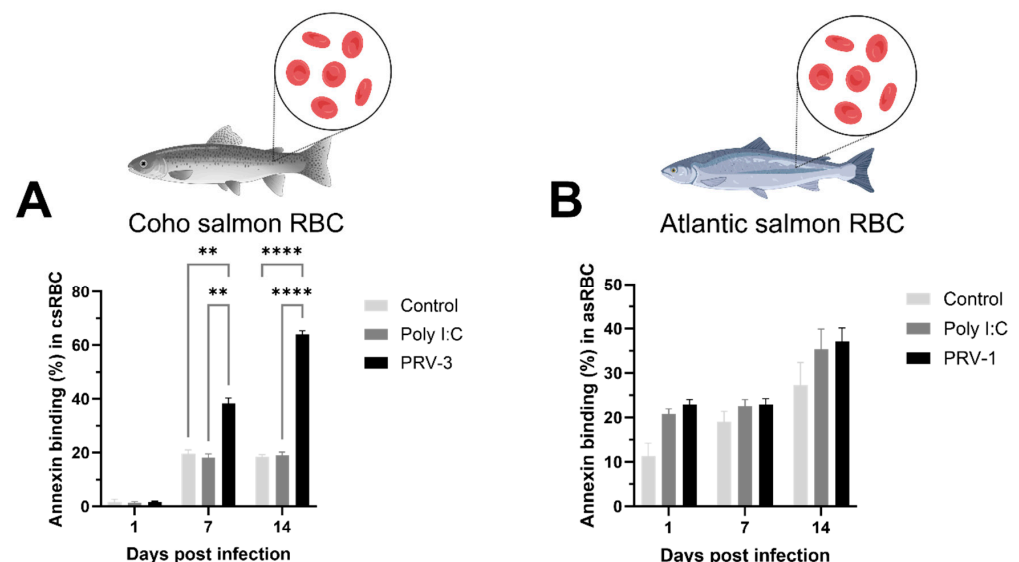 A
Coho salmon RBC
** ****
** ****
Annexin binding (%) in csRBC
80
60
40
20
0
1 7 14
Days post infection
Control
Poly I:C
PRV-3
B
Atlantic salmon RBC
Annexin binding (%) in asRBC
50
40
30
20
10
0
1 7 14
Days post infection
Control
Poly I:C
PRV-1